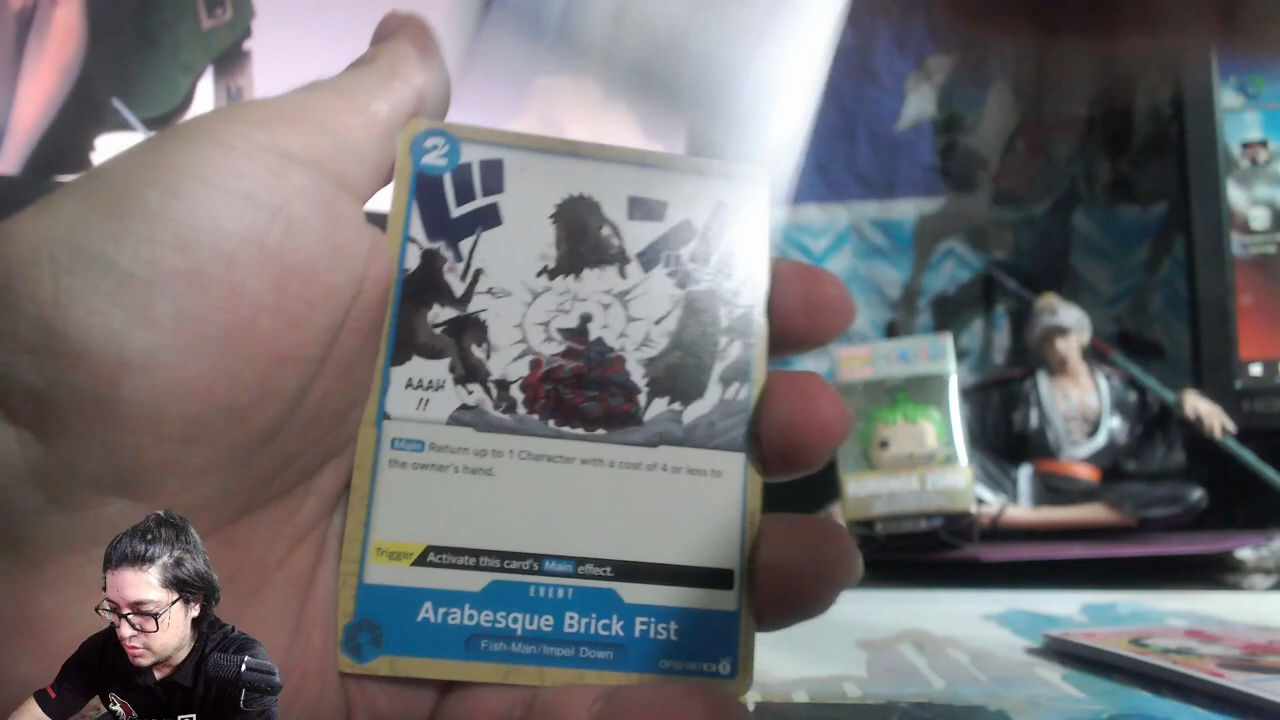 2
AAAH
!!
Main Return up to 1 Character with a cost of 4 or less to
the owner's hand.
Trigger Activate this card's Main effect.
EVENT
Arabesque Brick Fist
Fish-Man/Impel Down